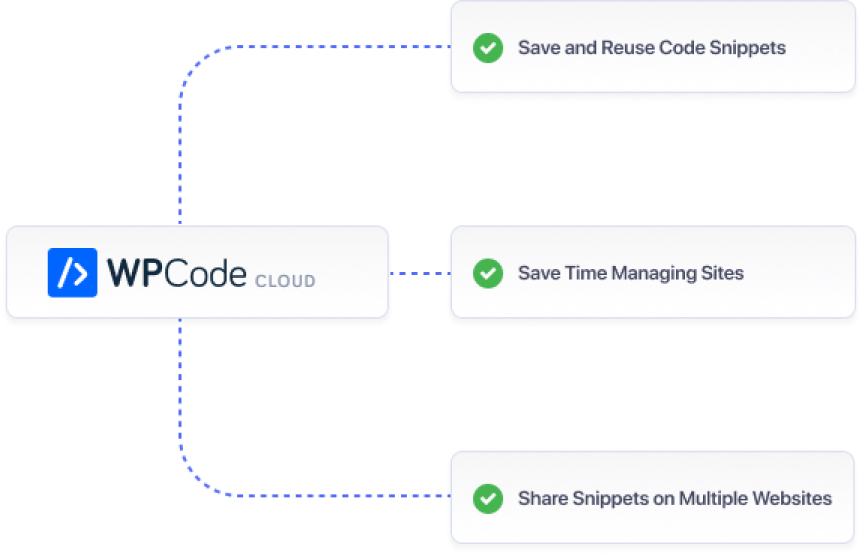 Save and Reuse Code Snippets
WPCode CLOUD
Save Time Managing Sites
Share Snippets on Multiple Websites